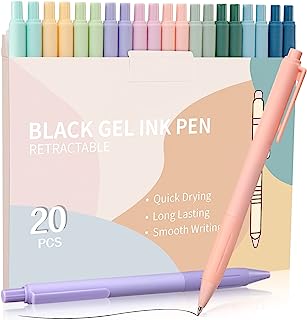 BLACK GEL INK PEN
RETRACTABLE
• Quick Drying
• Long Lasting
• Smooth Writing
20
PCS